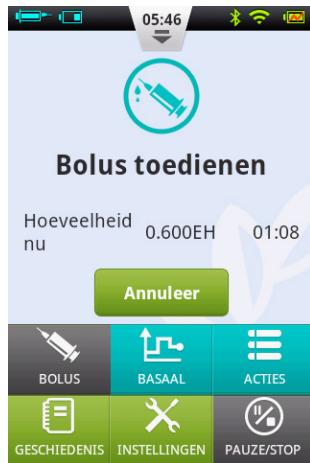 05:46
Bolus toedienen
Hoeveelheid
nu 0.600EH 01:08
Annuleer
BOLUS BASAAL ACTIES
GESCHIEDENIS INSTELLINGEN PAUZE/STOP